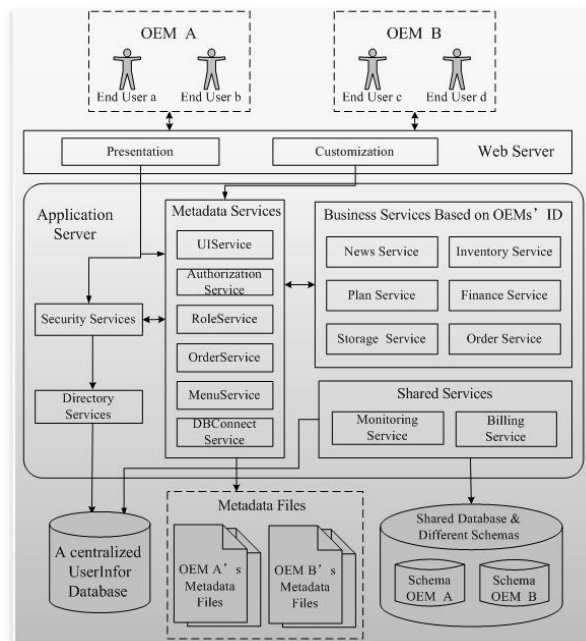 OEM A
OEM B
End User a
End User b
End User c
End User d
Presentation
Customization
Web Server
Application
Server
Metadata Services
UIService
Authorization
Service
RoleService
OrderService
MenuService
DBConnect
Service
Business Services Based on OEMs' ID
News Service
Inventory Service
Plan Service
Finance Service
Storage Service
Order Service
Security Services
Directory
Services
Shared Services
Monitoring
Service
Billing
Service
A centralized
UserInfor
Database
Metadata Files
OEM A's
Metadata
Files
OEM B's
Metadata
Files
Shared Database &
Different Schemas
Schema
OEM A
Schema
OEM B